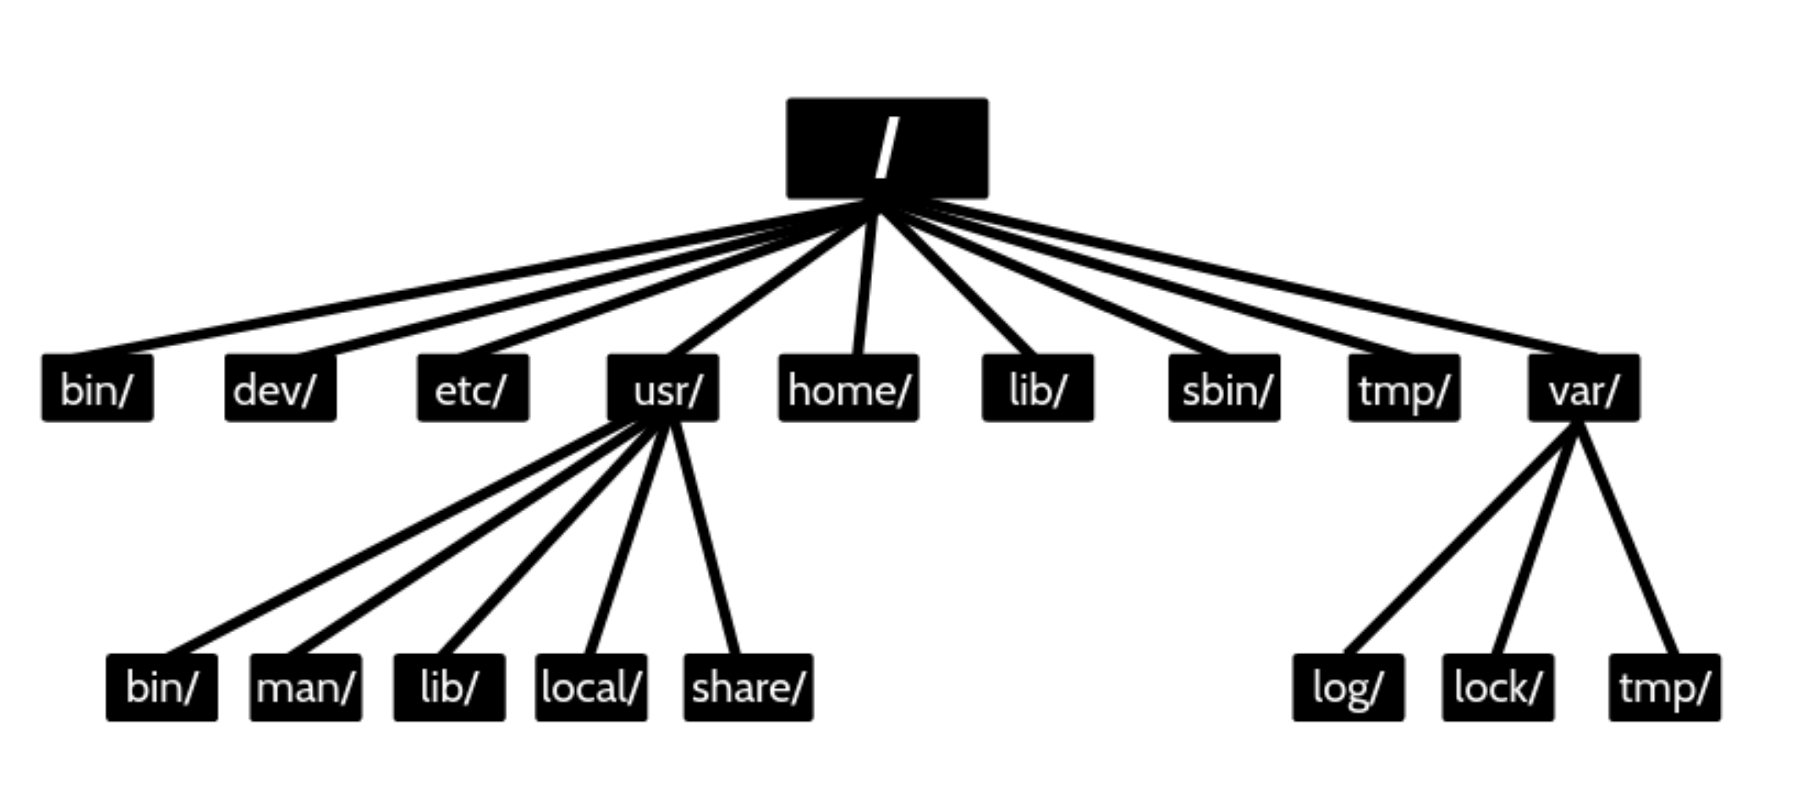 /
bin/ dev/ etc/ usr/ home/ lib/ sbin/ tmp/ var/
bin/ man/ lib/ local/ share/ log/ lock/ tmp/